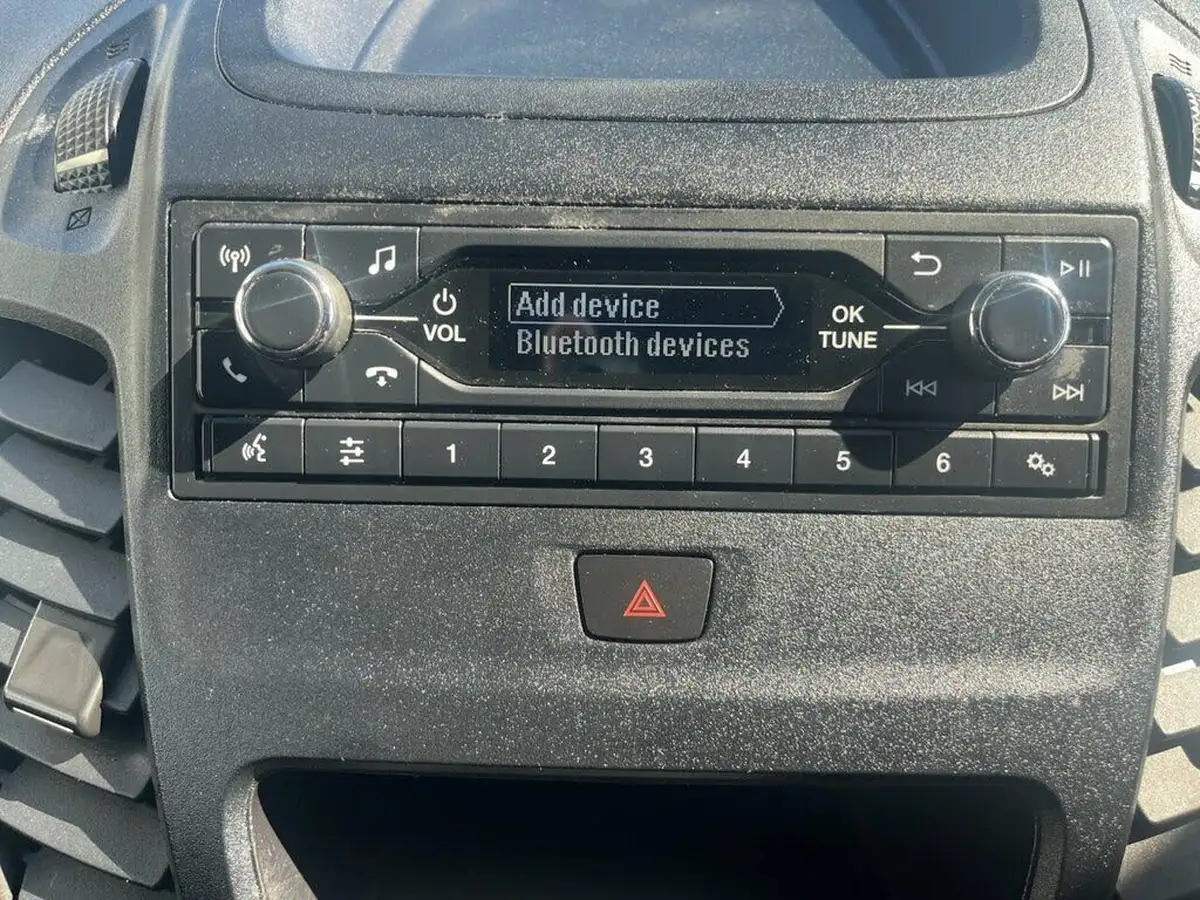 Add device
Bluetooth devices
VOL
OK
TUNE
1 2 3 4 5 6